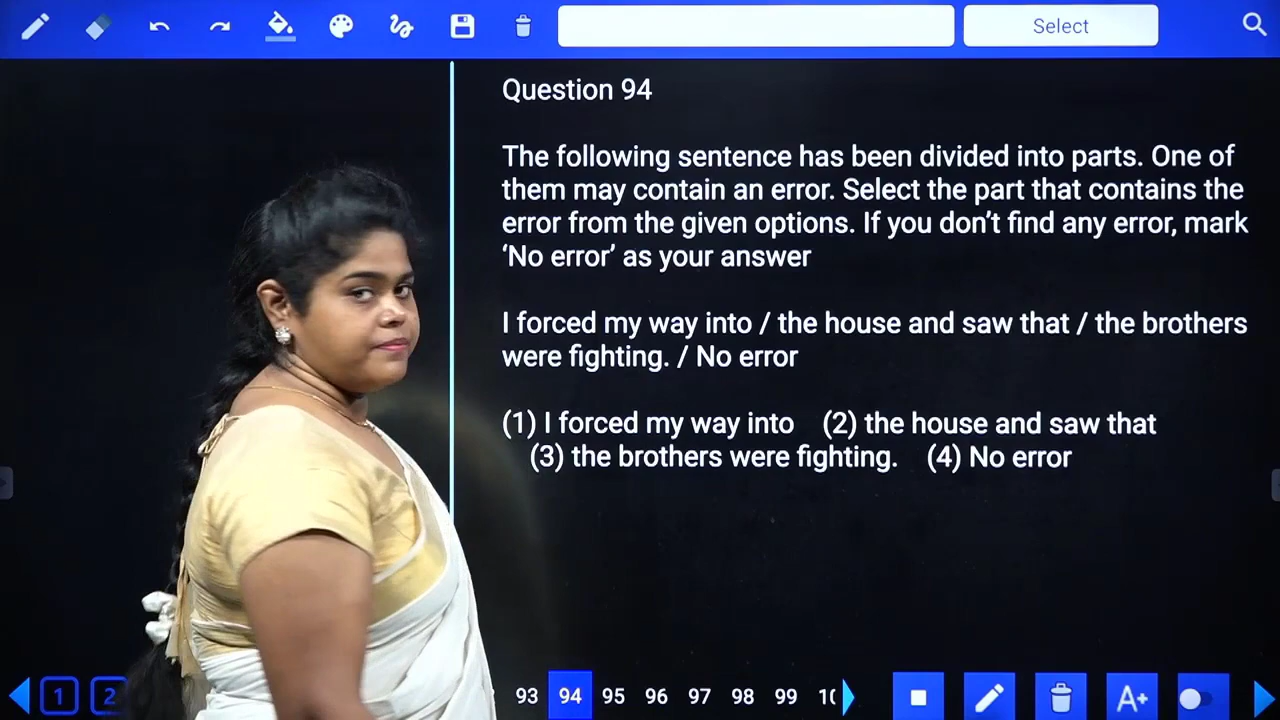 Select
Question 94
The following sentence has been divided into parts. One of
them may contain an error. Select the part that contains the
error from the given options. If you don’t find any error, mark
‘No error’ as your answer
I forced my way into / the house and saw that / the brothers
were fighting. / No error
(1) I forced my way into (2) the house and saw that
(3) the brothers were fighting. (4) No error
1 2 93 94 95 96 97 98 99 A+